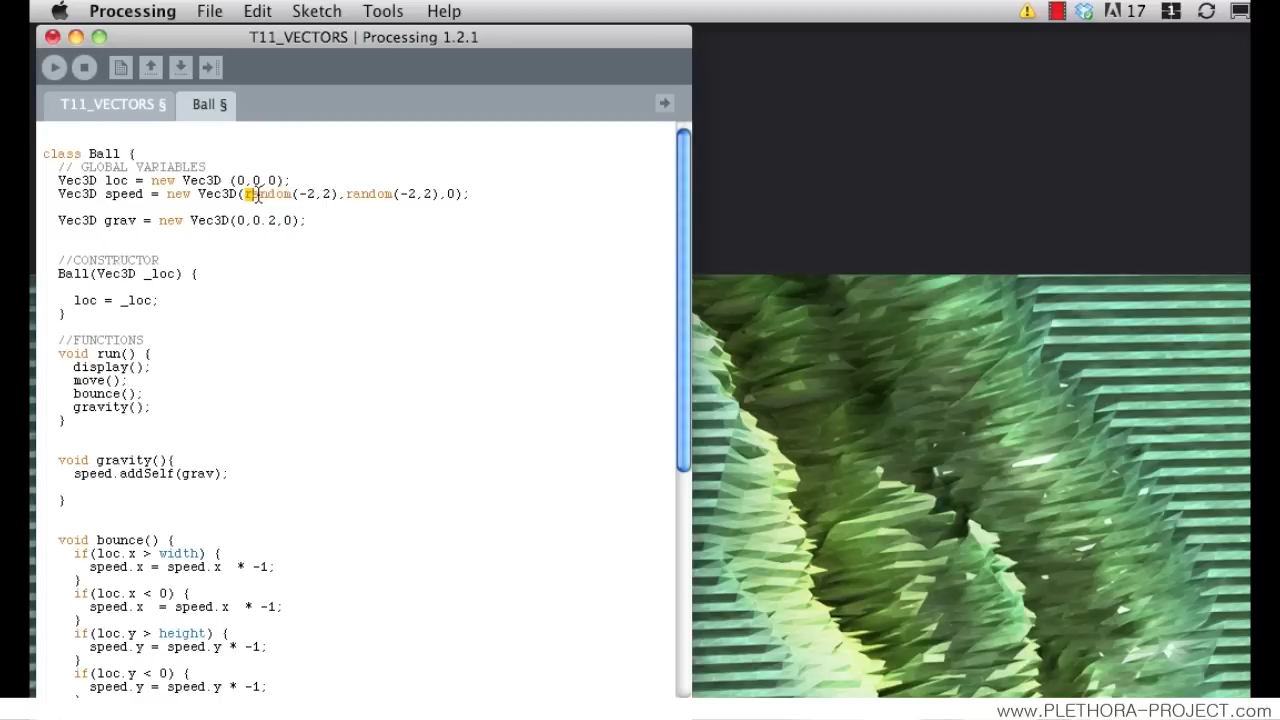 Processing File Edit Sketch Tools Help 17 1
T11_VECTORS | Processing 1.2.1
T11_VECTORS § Ball §
class Ball {
// GLOBAL VARIABLES
Vec3D loc = new Vec3D (0,0,0);
Vec3D speed = new Vec3D(random(-2,2),random(-2,2),0);
Vec3D grav = new Vec3D(0,0.2,0);
//CONSTRUCTOR
Ball(Vec3D _loc) {
loc = _loc;
}
//FUNCTIONS
void run() {
display();
move();
bounce();
gravity();
}
void gravity(){
speed.addSelf(grav);
}
void bounce() {
if(loc.x > width) {
speed.x = speed.x  * -1;
}
if(loc.x < 0) {
speed.x  = speed.x  * -1;
}
if(loc.y > height) {
speed.y = speed.y * -1;
}
if(loc.y < 0) {
speed.y = speed.y * -1;
www.PLETHORA-PROJECT.com